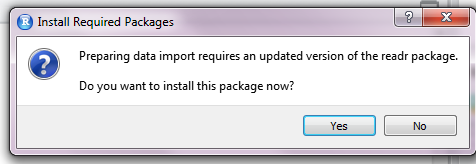 Install Required Packages
Preparing data import requires an updated version of the readr package.
Do you want to install this package now?
Yes
No